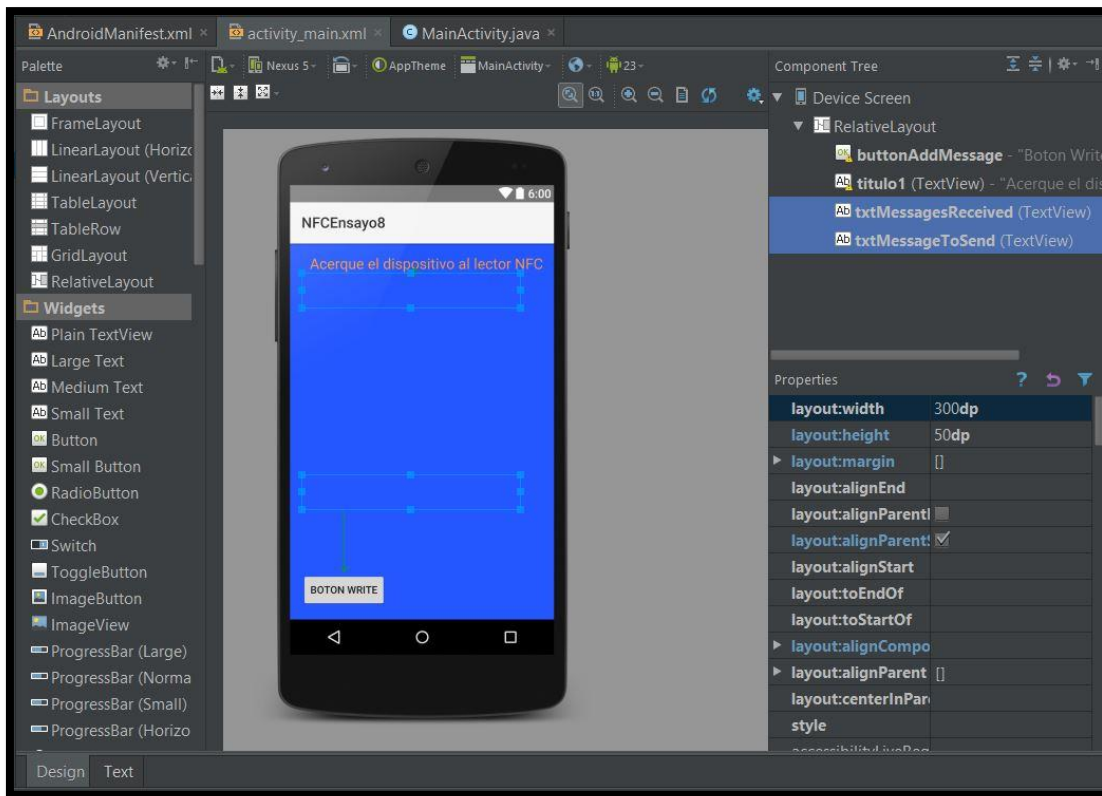 AndroidManifest.xml
activity_main.xml
MainActivity.java
Palette
Nexus 5
AppTheme
MainActivity
23
Component Tree
Layouts
FrameLayout
LinearLayout (Horizo
LinearLayout (Vertic
TableLayout
TableRow
GridLayout
RelativeLayout
Widgets
Plain TextView
Large Text
Medium Text
Small Text
Button
Small Button
RadioButton
CheckBox
Switch
ToggleButton
ImageButton
ImageView
ProgressBar (Large)
ProgressBar (Norma
ProgressBar (Small)
ProgressBar (Horizo
6:00
NFCEnsayo8
Acerque el dispositivo al lector NFC
BOTON WRITE
Device Screen
RelativeLayout
buttonAddMessage - "Boton Write
titulo1 (TextView) - "Acerque el dis
txtMessagesReceived (TextView)
txtMessageToSend (TextView)
Properties
layout:width 300dp
layout:height 50dp
layout:margin []
layout:alignEnd
layout:alignParentI
layout:alignParentS
layout:alignStart
layout:toEndOf
layout:toStartOf
layout:alignCompo
layout:alignParent []
layout:centerInPar
style
Design Text